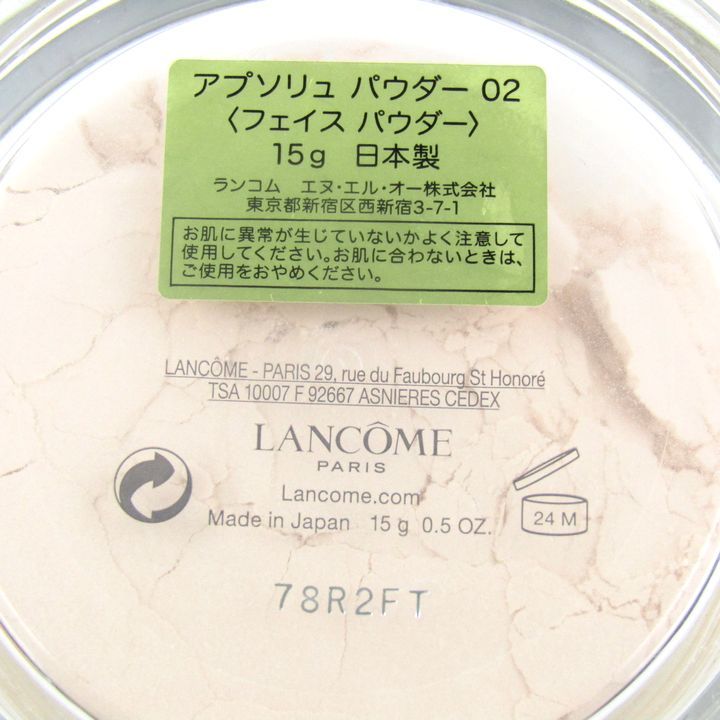 アプソリュ パウダー 02
〈フェイス パウダー〉
15g 日本製
ランコム エヌ・エル・オー株式会社
東京都新宿区西新宿3-7-1
お肌に異常が生じていないかよく注意して
使用してください。お肌に合わないときは、
ご使用をおやめください。
LANCÔME - PARIS 29, rue du Faubourg St Honoré
TSA 10007 F 92667 ASNIERES CEDEX
LANCÔME
PARIS
Lancome.com
Made in Japan 15 g 0.5 OZ.
24 M
78R2FT